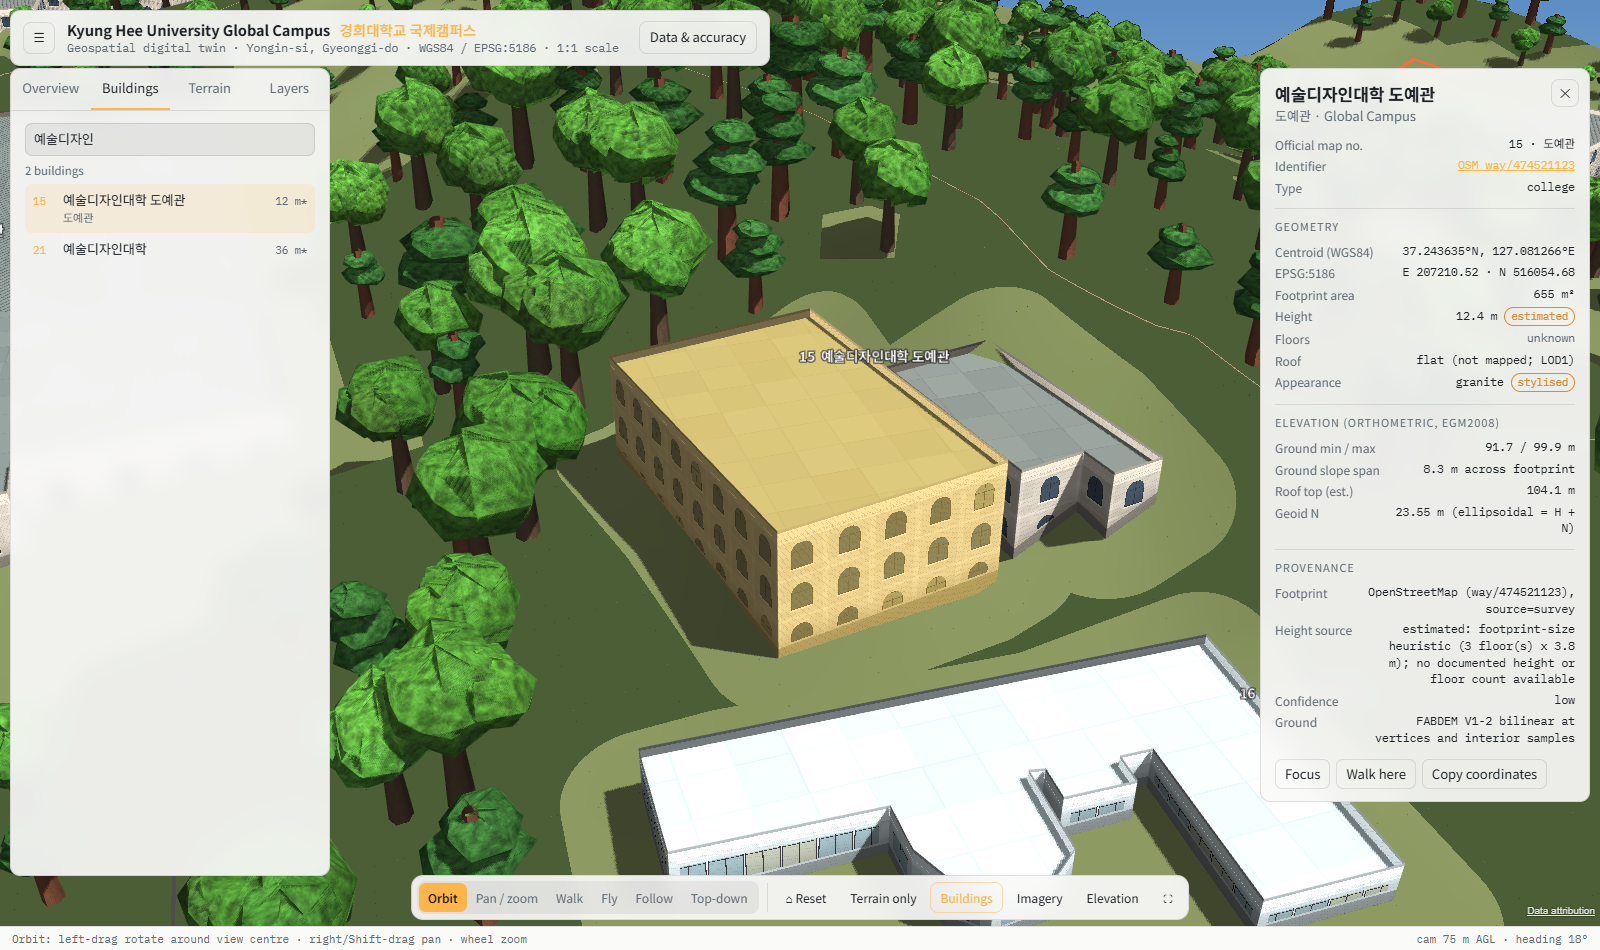 ☰
Kyung Hee University Global Campus 경희대학교 국제캠퍼스
Geospatial digital twin · Yongin-si, Gyeonggi-do · WGS84 / EPSG:5186 · 1:1 scale
Data & accuracy
Overview Buildings Terrain Layers
예술디자인
2 buildings
15 예술디자인대학 도예관 12 m*
도예관
21 예술디자인대학 36 m*
15 예술디자인대학 도예관
16
예술디자인대학 도예관
도예관 · Global Campus
Official map no. 15 · 도예관
Identifier OSM way/474521123
Type college
GEOMETRY
Centroid (WGS84) 37.243635°N, 127.081266°E
EPSG:5186 E 207210.52 · N 516054.68
Footprint area 655 m²
Height 12.4 m estimated
Floors unknown
Roof flat (not mapped; LOD1)
Appearance granite stylised
ELEVATION (ORTHOMETRIC, EGM2008)
Ground min / max 91.7 / 99.9 m
Ground slope span 8.3 m across footprint
Roof top (est.) 104.1 m
Geoid N 23.55 m (ellipsoidal = H +
N)
PROVENANCE
Footprint OpenStreetMap (way/474521123),
source=survey
Height source estimated: footprint-size
heuristic (3 floor(s) x 3.8
m); no documented height or
floor count available
Confidence low
Ground FABDEM V1-2 bilinear at
vertices and interior samples
Focus Walk here Copy coordinates
Orbit Pan / zoom Walk Fly Follow Top-down ⌂ Reset Terrain only Buildings Imagery Elevation ⛶
Data attribution
Orbit: left-drag rotate around view centre · right/Shift-drag pan · wheel zoom
cam 75 m AGL · heading 18°